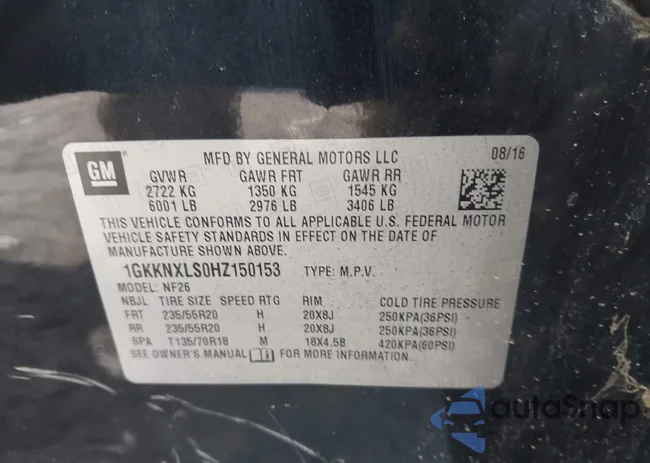 GM
MFD BY GENERAL MOTORS LLC 08/16
GVWR GAWR FRT GAWR RR
2722 KG 1350 KG 1545 KG
6001 LB 2976 LB 3406 LB
THIS VEHICLE CONFORMS TO ALL APPLICABLE U.S. FEDERAL MOTOR
VEHICLE SAFETY STANDARDS IN EFFECT ON THE DATE OF
MANUFACTURE SHOWN ABOVE.
1GKKNXLS0HZ150153 TYPE: M.P.V.
MODEL: NF26
NBJL TIRE SIZE SPEED RTG RIM COLD TIRE PRESSURE
FRT 235/55R20 H 20X8J 250KPA(36PSI)
RR 235/55R20 H 20X8J 250KPA(36PSI)
SPA T135/70R18 M 18X4.5B 420KPA(60PSI)
SEE OWNER'S MANUAL FOR MORE INFORMATION
autoSnap